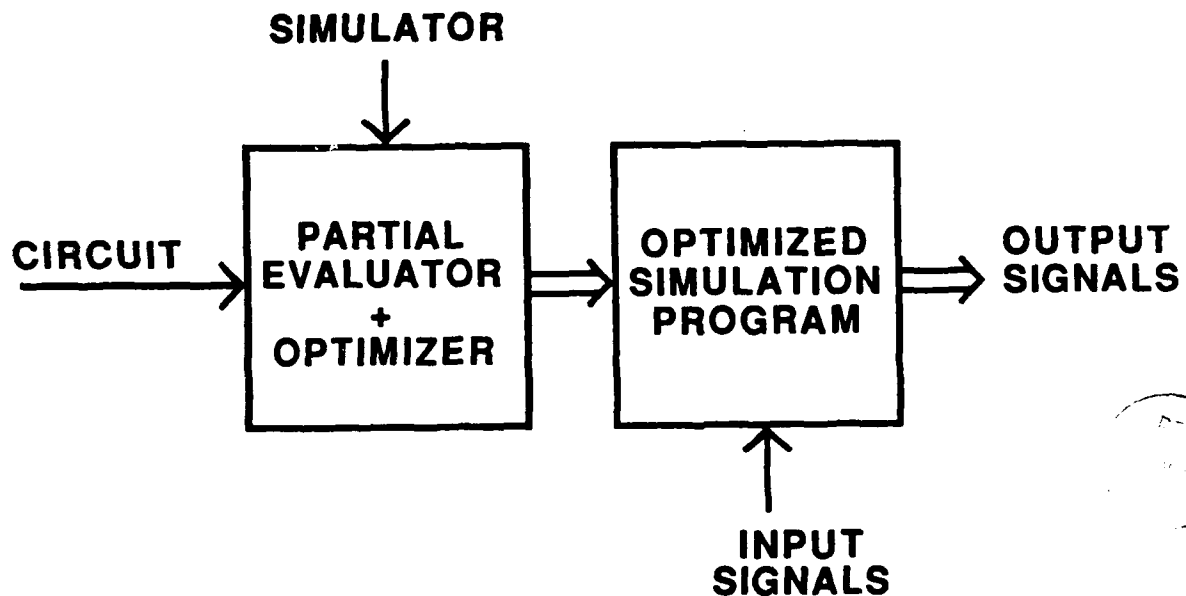 SIMULATOR
CIRCUIT
PARTIAL
EVALUATOR
+
OPTIMIZER
OPTIMIZED
SIMULATION
PROGRAM
OUTPUT
SIGNALS
INPUT
SIGNALS